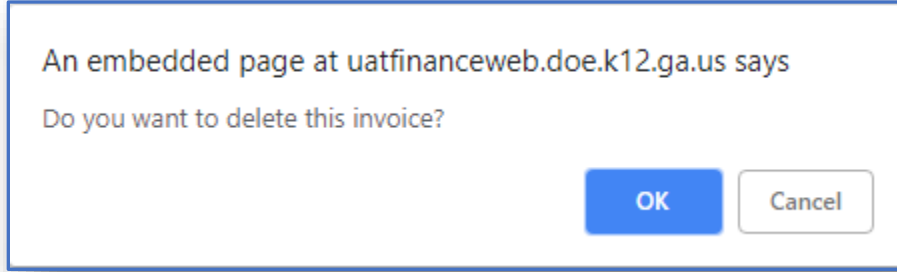 An embedded page at uatfinanceweb.doe.k12.ga.us says
Do you want to delete this invoice?
OK
Cancel